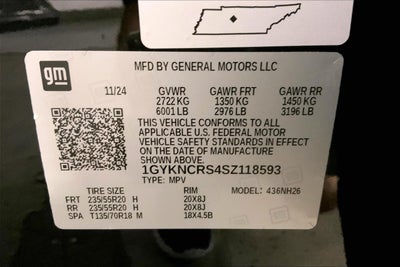 gm
MFD BY GENERAL MOTORS LLC
11/24 GVWR GAWR FRT GAWR RR
2722 KG 1350 KG 1450 KG
6001 LB 2976 LB 3196 LB
THIS VEHICLE CONFORMS TO ALL
APPLICABLE U.S. FEDERAL MOTOR
VEHICLE SAFETY STANDARDS IN EFFECT
ON THE DATE OF MANUFACTURE
SHOWN ABOVE.
1GYKNCRS4SZ118593
TYPE: MPV
TIRE SIZE RIM MODEL: 436NH26
FRT 235/55R20 H 20X8J
RR 235/55R20 H 20X8J
SPA T135/70R18 M 18X4.5B